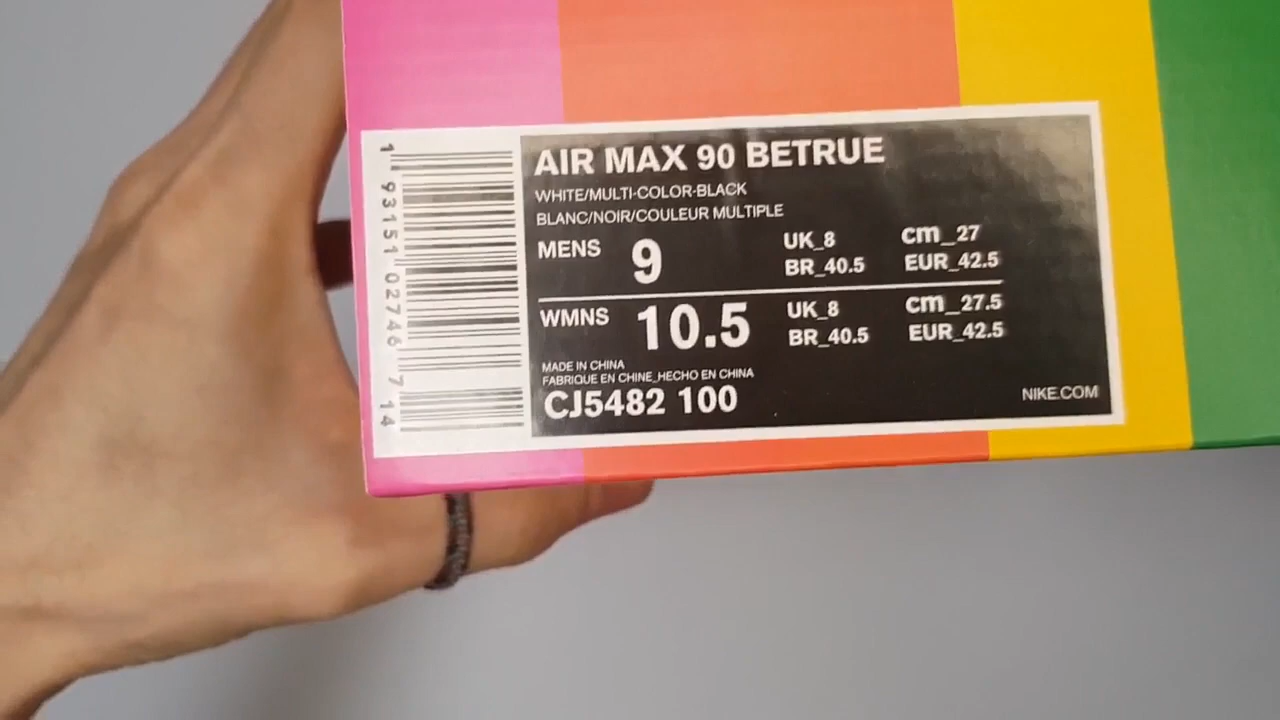 1 93151 02746 7 14
AIR MAX 90 BETRUE
WHITE/MULTI-COLOR-BLACK
BLANC/NOIR/COULEUR MULTIPLE
MENS 9 UK_8 cm_27
BR_40.5 EUR_42.5
WMNS 10.5 UK_8 cm_27.5
BR_40.5 EUR_42.5
MADE IN CHINA
FABRIQUE EN CHINE_HECHO EN CHINA
CJ5482 100
NIKE.COM